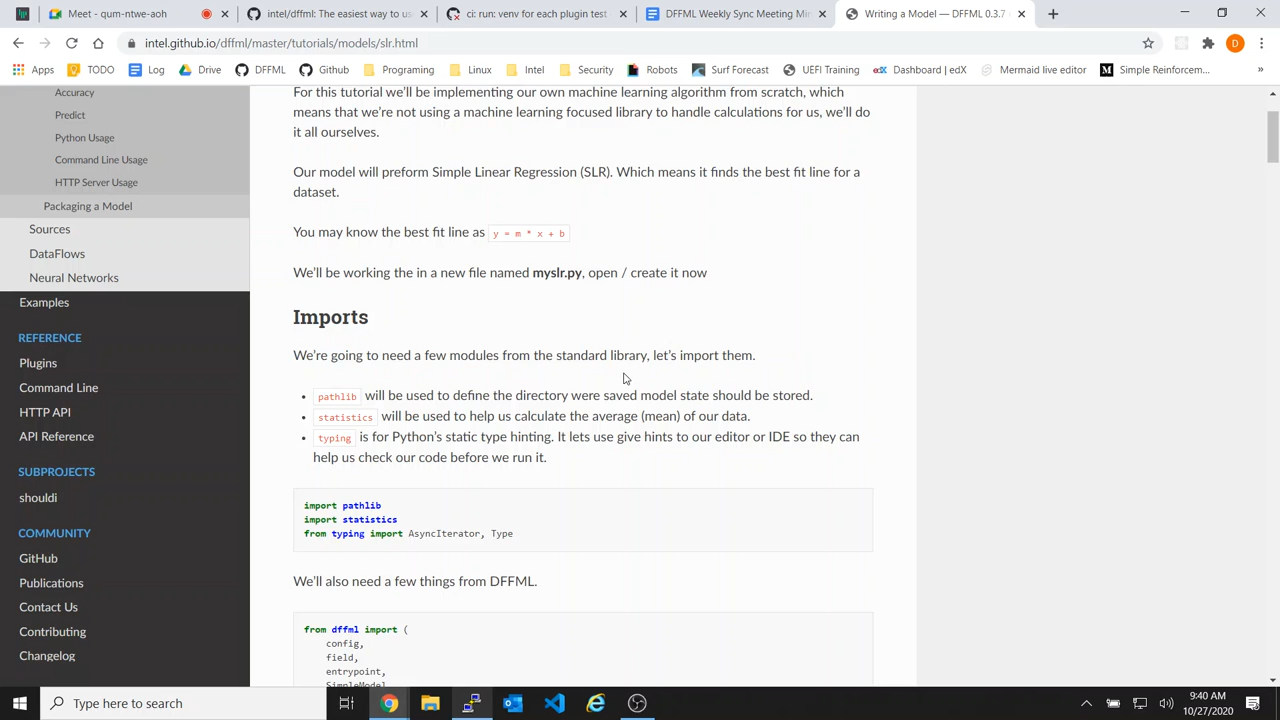 Meet - qum-ntwe-aoh
intel/dffml: The easiest way to us
ci: run: venv for each plugin test
DFFML Weekly Sync Meeting Min
Writing a Model — DFFML 0.3.7
intel.github.io/dffml/master/tutorials/models/slr.html
D
Apps
TODO
Log
Drive
DFFML
Github
Programing
Linux
Intel
Security
Robots
Surf Forecast
UEFI Training
edX
Dashboard | edX
Mermaid live editor
Simple Reinforcem...
»
Accuracy
Predict
Python Usage
Command Line Usage
HTTP Server Usage
Packaging a Model
Sources
DataFlows
Neural Networks
Examples
REFERENCE
Plugins
Command Line
HTTP API
API Reference
SUBPROJECTS
shouldi
COMMUNITY
GitHub
Publications
Contact Us
Contributing
Changelog
For this tutorial we'll be implementing our own machine learning algorithm from scratch, which
means that we're not using a machine learning focused library to handle calculations for us, we'll do
it all ourselves.
Our model will preform Simple Linear Regression (SLR). Which means it finds the best fit line for a
dataset.
You may know the best fit line as y = m * x + b
We'll be working the in a new file named myslr.py, open / create it now
Imports
We're going to need a few modules from the standard library, let's import them.
• pathlib will be used to define the directory were saved model state should be stored.
• statistics will be used to help us calculate the average (mean) of our data.
• typing is for Python's static type hinting. It lets use give hints to our editor or IDE so they can
help us check our code before we run it.
import pathlib
import statistics
from typing import AsyncIterator, Type
We'll also need a few things from DFFML.
from dffml import (
config,
field,
entrypoint,
SimpleModel
Type here to search
9:40 AM
10/27/2020